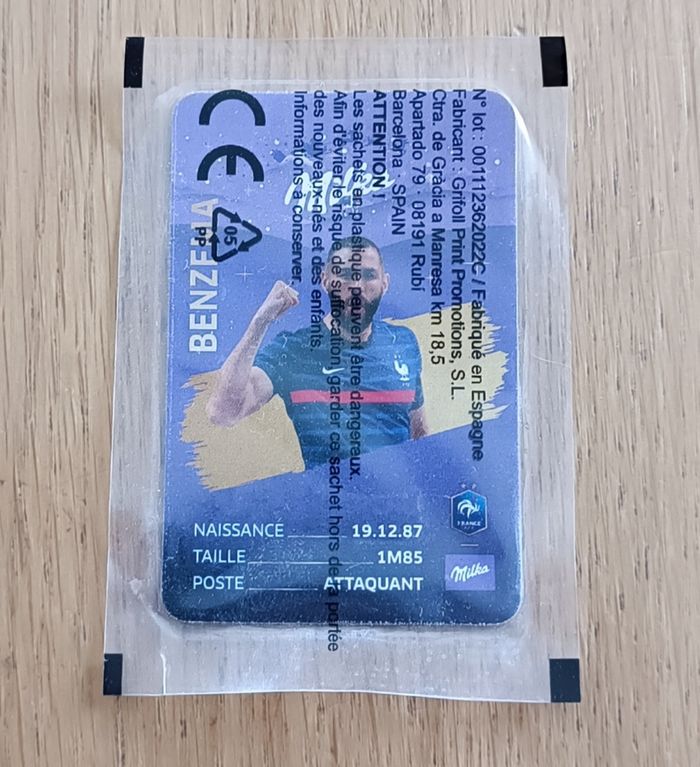 N° lot : 001112362022C / Fabriqué en Espagne
Fabricant : Grifoll Print Promotions, S.L.
Ctra. de Gràcia a Manresa km 18,5
Apartado 79 - 08191 Rubí
Barcelona - SPAIN
ATTENTION !
Les sachets en plastique peuvent être dangereux.
Afin d'éviter le risque de suffocation, garder ce sachet hors de la portée
des nouveaux-nés et des enfants.
Informations à conserver.
CE
05
PP
Milka
BENZEMA
NAISSANCE 19.12.87
TAILLE 1M85
POSTE ATTAQUANT
FRANCE
Milka